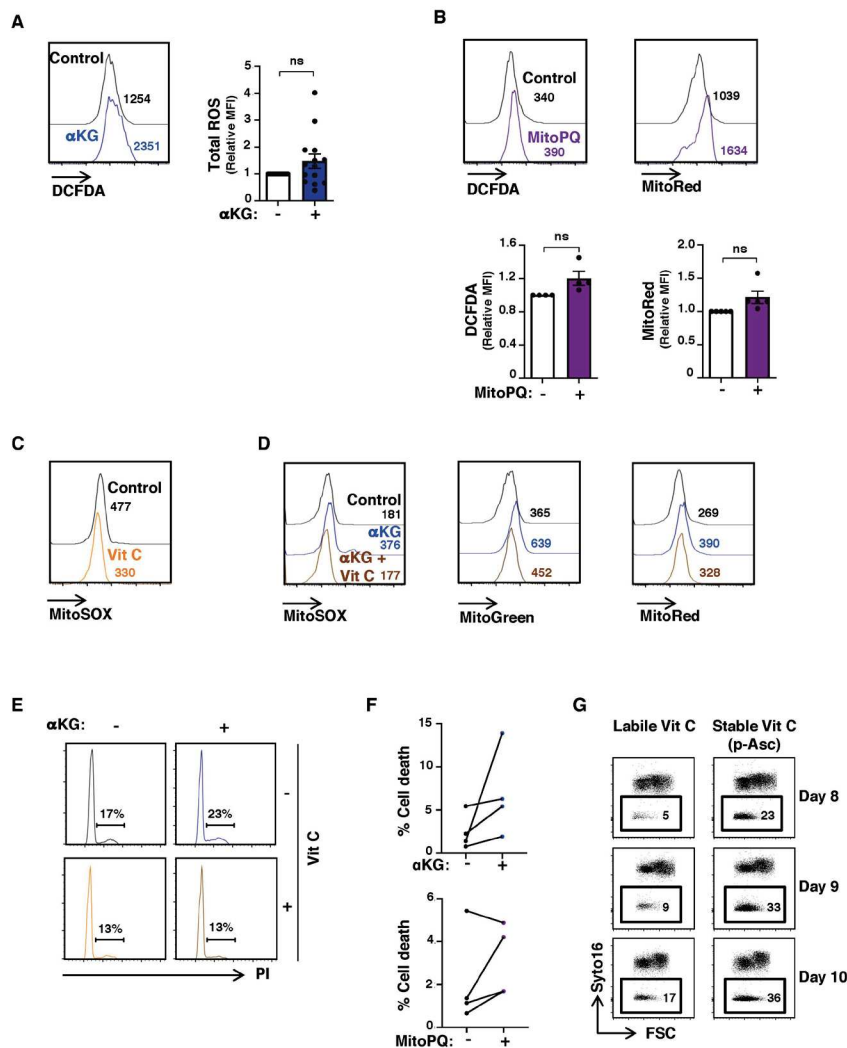 A
Control
1254
αKG
2351
DCFDA
Total ROS
(Relative MFI)
ns
5
4
3
2
1
0
αKG: - +
B
Control
340
MitoPQ
390
DCFDA
1039
1634
MitoRed
DCFDA
(Relative MFI)
ns
1.6
1.2
0.8
0.4
0
MitoPQ: - +
MitoRed
(Relative MFI)
ns
2.0
1.5
1.0
0.5
0
- +
C
Control
477
Vit C
330
MitoSOX
D
Control
181
αKG
376
αKG +
Vit C 177
MitoSOX
365
639
452
MitoGreen
269
390
328
MitoRed
E
αKG: - +
17%
23%
-
13%
13%
+
Vit C
PI
F
% Cell death
15
10
5
0
αKG: - +
% Cell death
6
4
2
0
MitoPQ: - +
G
Labile Vit C
Stable Vit C
(p-Asc)
5
23
Day 8
9
33
Day 9
17
36
Day 10
Syto16
FSC